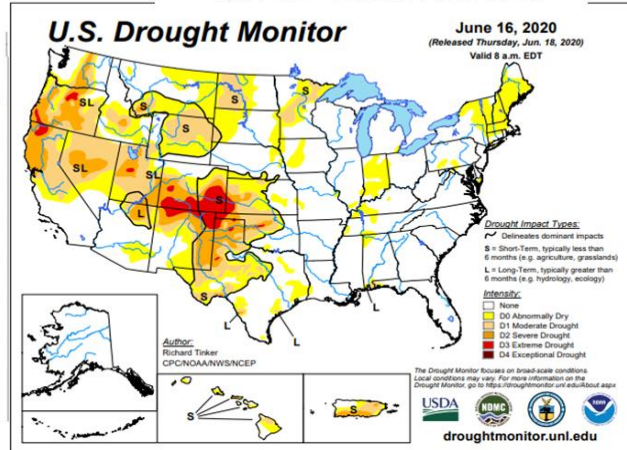 U.S. Drought Monitor
June 16, 2020
(Released Thursday, Jun. 18, 2020)
Valid 8 a.m. EDT
SL
S
S
S
S
SL
SL
L
S
S
L
L
L
Drought Impact Types:
Delineates dominant impacts
S = Short-Term, typically less than
6 months (e.g. agriculture, grasslands)
L = Long-Term, typically greater than
6 months (e.g. hydrology, ecology)
Intensity:
None
D0 Abnormally Dry
D1 Moderate Drought
D2 Severe Drought
D3 Extreme Drought
D4 Exceptional Drought
Author:
Richard Tinker
CPC/NOAA/NWS/NCEP
S
S
The Drought Monitor focuses on broad-scale conditions.
Local conditions may vary. For more information on the
Drought Monitor, go to https://droughtmonitor.unl.edu/About.aspx
USDA
NDMC
droughtmonitor.unl.edu